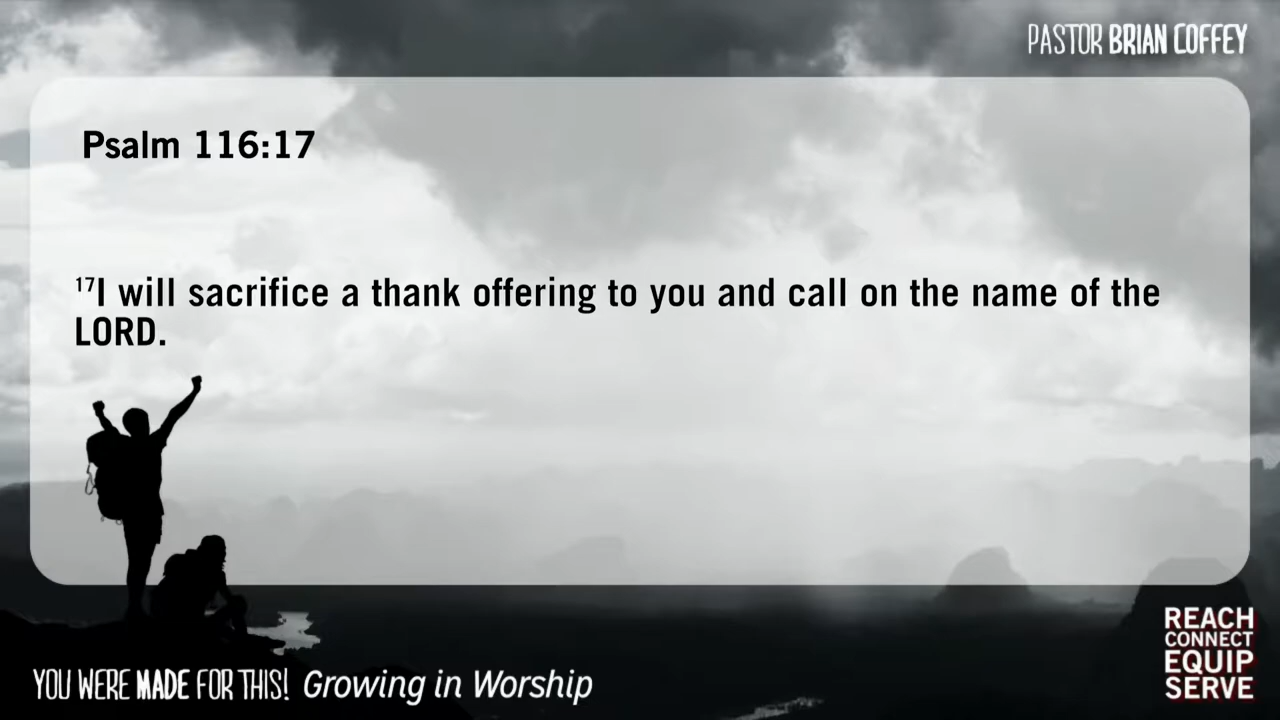 PASTOR BRIAN COFFEY
Psalm 116:17
17I will sacrifice a thank offering to you and call on the name of the
LORD.
YOU WERE MADE FOR THIS! Growing in Worship
REACH
CONNECT
EQUIP
SERVE